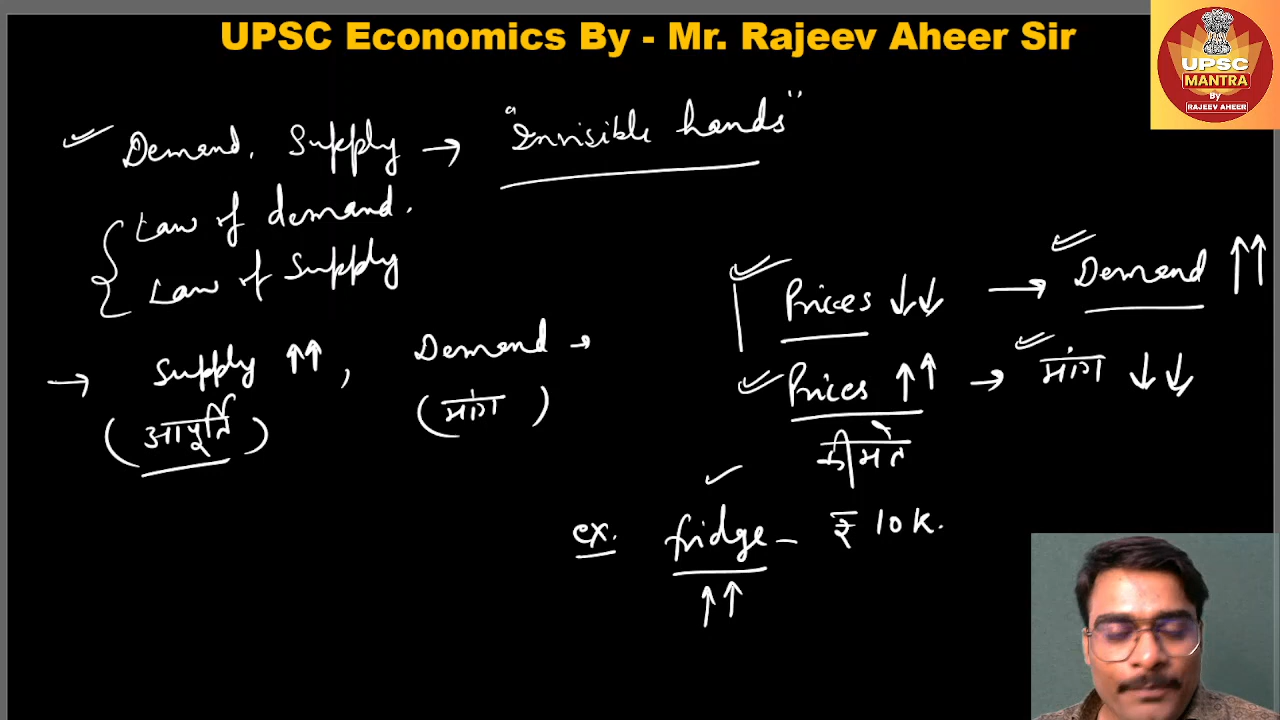 UPSC Economics By - Mr. Rajeev Aheer Sir
UPSC
MANTRA
By
RAJEEV AHEER
Demand, Supply → "Invisible hands"
Law of demand.
Law of Supply
Prices ↓↓ → Demand ↑↑
→ Supply ↑↑, Demand →
(आपूर्ति) (मांग)
Prices ↑↑ → मांग ↓↓
कीमतें
ex. fridge – ₹ 10K.
↑↑